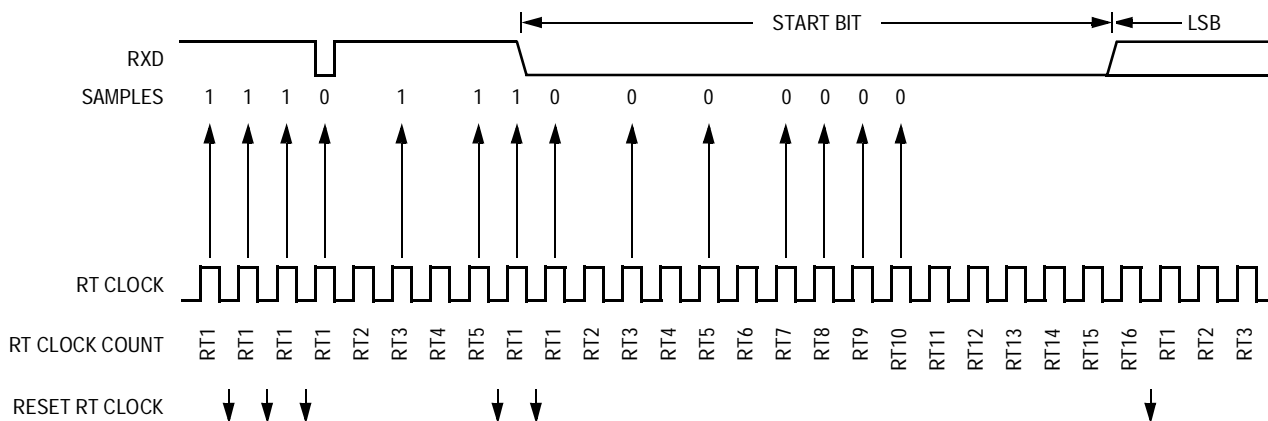 START BIT LSB
RXD
SAMPLES 1 1 1 0 1 1 1 0 0 0 0 0 0 0
RT CLOCK
RT CLOCK COUNT RT1 RT1 RT1 RT1 RT2 RT3 RT4 RT5 RT1 RT1 RT2 RT3 RT4 RT5 RT6 RT7 RT8 RT9 RT10 RT11 RT12 RT13 RT14 RT15 RT16 RT1 RT2 RT3
RESET RT CLOCK